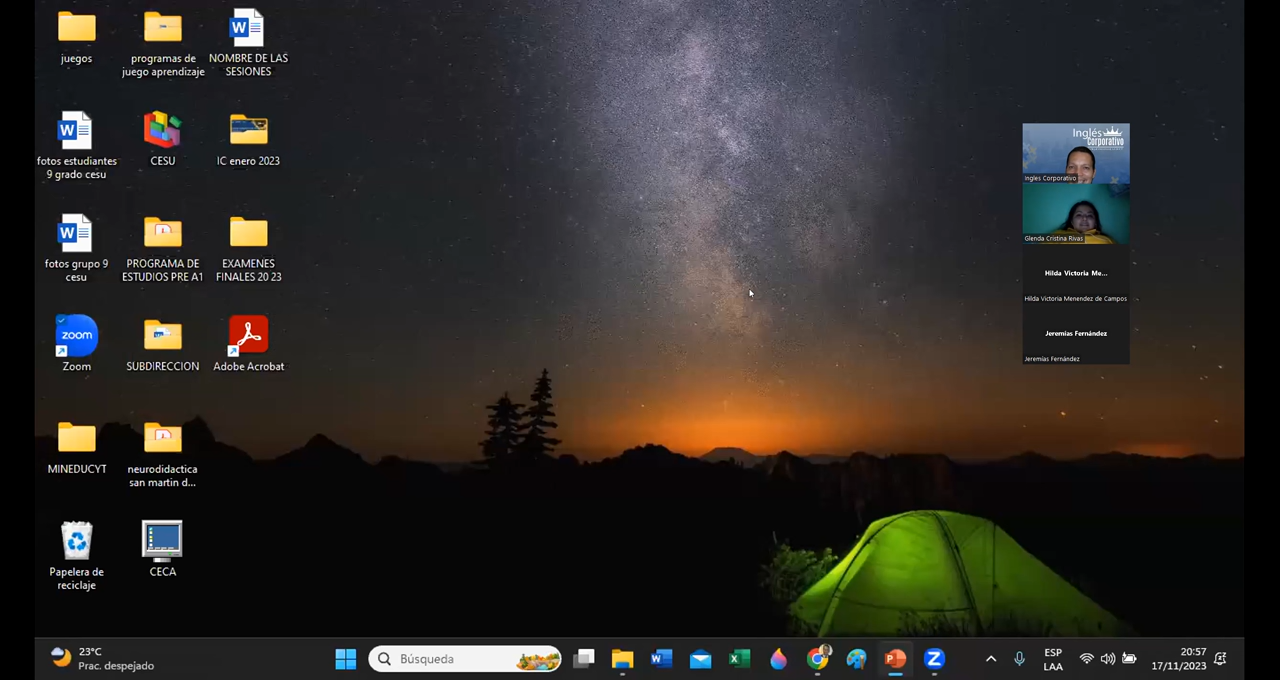 juegos
programas de
juego aprendizaje
NOMBRE DE LAS
SESIONES
fotos estudiantes
9 grado cesu
CESU
IC enero 2023
fotos grupo 9
cesu
PROGRAMA DE
ESTUDIOS PRE A1
EXAMENES
FINALES 20 23
zoom
Zoom
SUBDIRECCION
Adobe Acrobat
MINEDUCYT
neurodidactica
san martin d...
Papelera de
reciclaje
CECA
Inglés
Corporativo
Ingles Corporativo
Glenda Cristina Rivas
Hilda Victoria Me...
Hilda Victoria Menendez de Campos
Jeremías Fernández
Jeremías Fernández
23°C
Prac. despejado
Búsqueda
ESP
LAA
20:57
17/11/2023